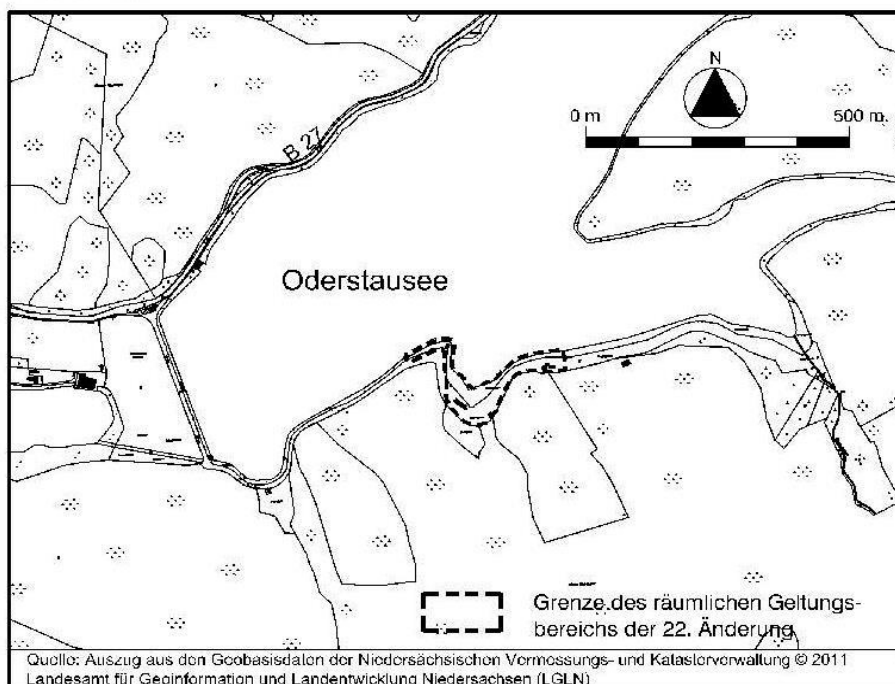 N
0 m 500 m
B 27
Oderstausee
Grenze des räumlichen Geltungs-
bereichs der 22. Änderung
Quelle: Auszug aus den Geobasisdaten der Niedersächsischen Vermessungs- und Katasterverwaltung © 2011
Landesamt für Geoinformation und Landentwicklung Niedersachsen (LGLN)